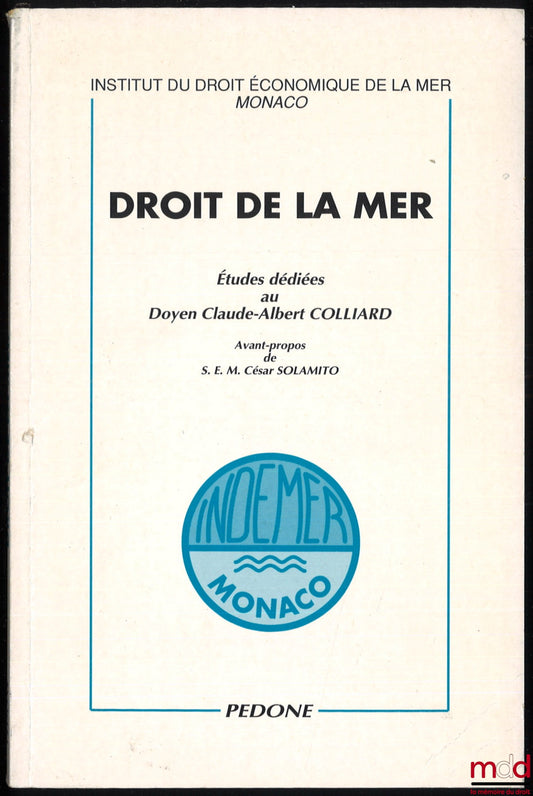 INSTITUT DU DROIT ÉCONOMIQUE DE LA MER
MONACO
DROIT DE LA MER
Études dédiées
au
Doyen Claude-Albert COLLIARD
Avant-propos
de
S. E. M. César SOLAMITO
INDEMER
MONACO
PEDONE
mdd
la mémoire du droit